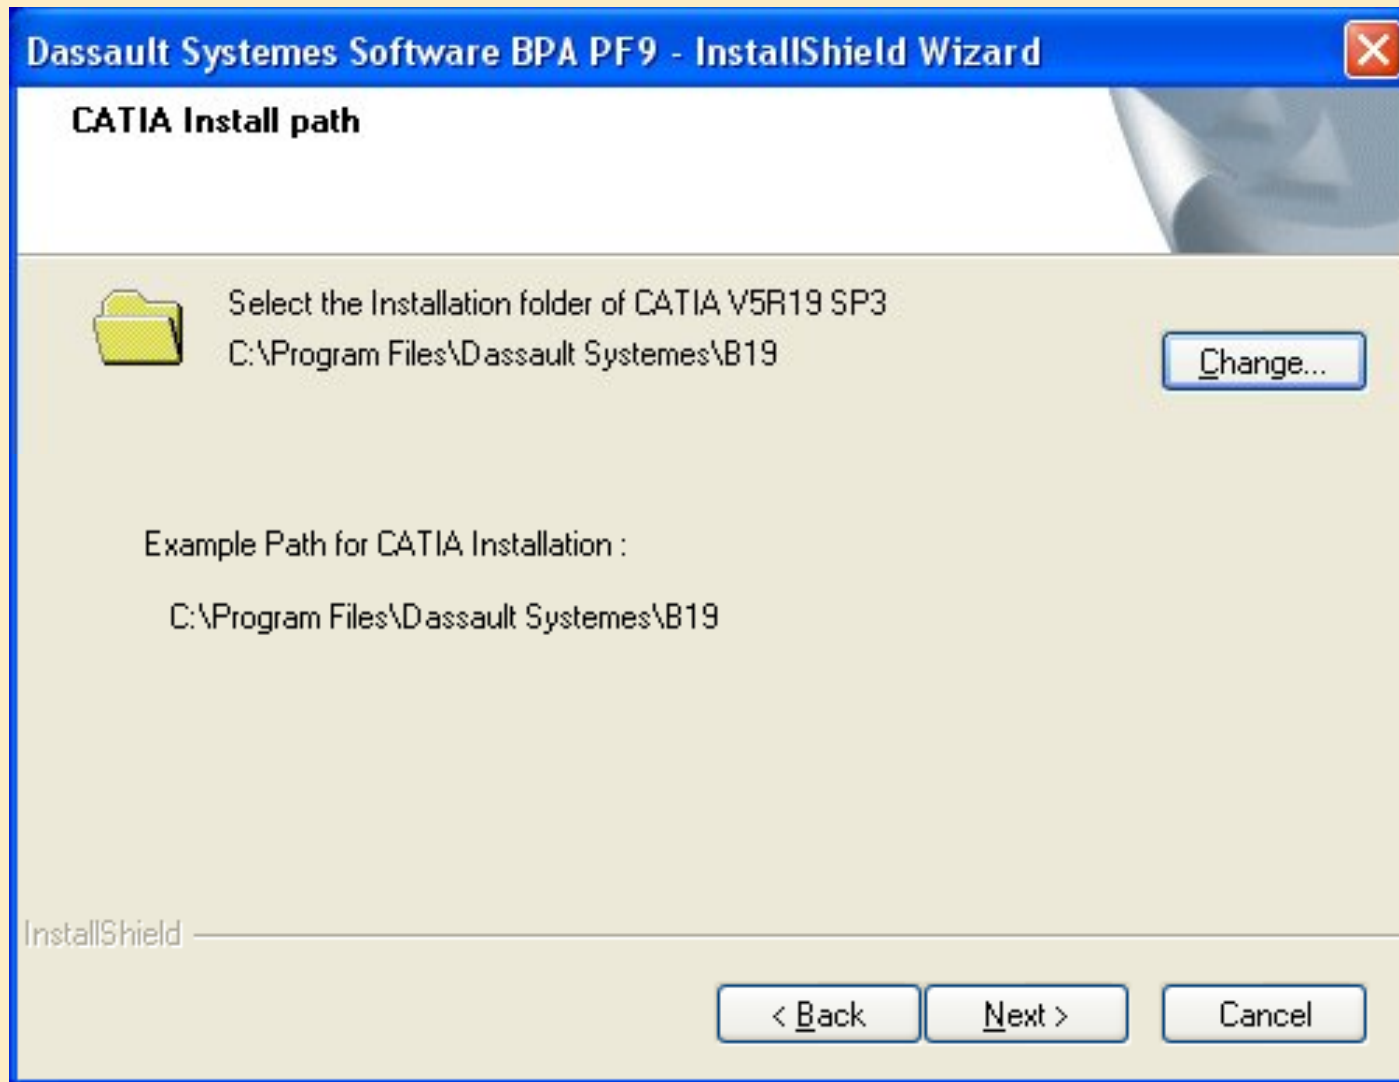 Dassault Systemes Software BPA PF9 - InstallShield Wizard
CATIA Install path
Select the Installation folder of CATIA V5R19 SP3
C:\Program Files\Dassault Systemes\B19
Change...
Example Path for CATIA Installation :
C:\Program Files\Dassault Systemes\B19
InstallShield
< Back
Next >
Cancel